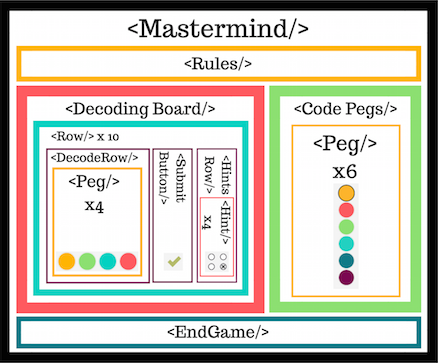 <Mastermind/>
<Rules/>
<Decoding Board/>
<Row/> x 10
<DecodeRow/>
<Peg/>
x4
<Submit
Button/>
<Hints
Row/>
<Hint/>
x4
<Code Pegs/>
<Peg/>
x6
<EndGame/>